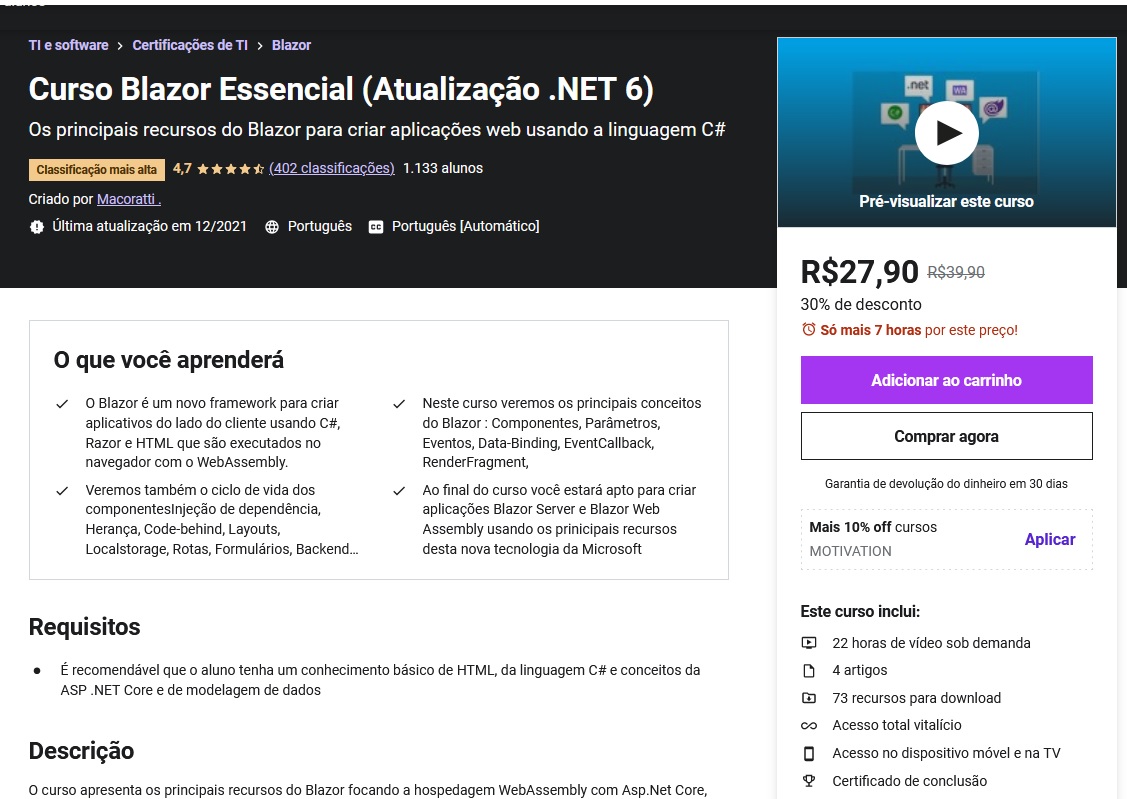 TI e software > Certificações de TI > Blazor
Curso Blazor Essencial (Atualização .NET 6)
Os principais recursos do Blazor para criar aplicações web usando a linguagem C#
Classificação mais alta 4,7 (402 classificações) 1.133 alunos
Criado por Macoratti .
Última atualização em 12/2021 Português CC Português [Automático]
.net
WA
Pré-visualizar este curso
R$27,90 R$39,90
30% de desconto
Só mais 7 horas por este preço!
Adicionar ao carrinho
Comprar agora
Garantia de devolução do dinheiro em 30 dias
Mais 10% off cursos
MOTIVATION
Aplicar
Este curso inclui:
22 horas de vídeo sob demanda
4 artigos
73 recursos para download
Acesso total vitalício
Acesso no dispositivo móvel e na TV
Certificado de conclusão
O que você aprenderá
O Blazor é um novo framework para criar
aplicativos do lado do cliente usando C#,
Razor e HTML que são executados no
navegador com o WebAssembly.
Neste curso veremos os principais conceitos
do Blazor : Componentes, Parâmetros,
Eventos, Data-Binding, EventCallback,
RenderFragment,
Veremos também o ciclo de vida dos
componentesInjeção de dependência,
Herança, Code-behind, Layouts,
Localstorage, Rotas, Formulários, Backend...
Ao final do curso você estará apto para criar
aplicações Blazor Server e Blazor Web
Assembly usando os prinicipais recursos
desta nova tecnologia da Microsoft
Requisitos
É recomendável que o aluno tenha um conhecimento básico de HTML, da linguagem C# e conceitos da
ASP .NET Core e de modelagem de dados
Descrição
O curso apresenta os principais recursos do Blazor focando a hospedagem WebAssembly com Asp.Net Core,